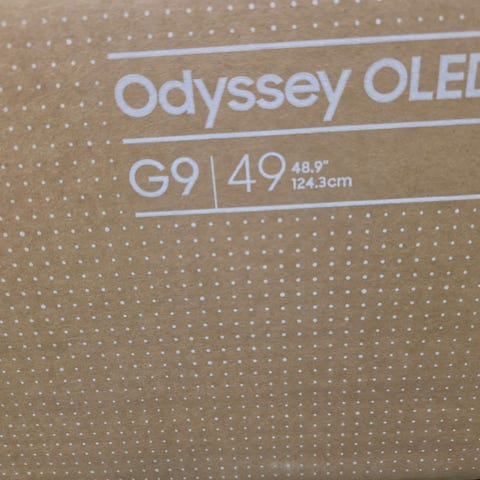 Odyssey OLED
G9 | 49 48.9"
124.3cm